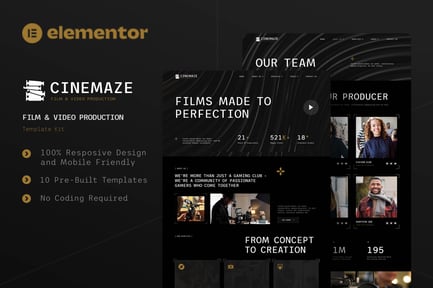 elementor
CINEMAZE
FILM & VIDEO PRODUCTION
FILM & VIDEO PRODUCTION
Template Kit
100% Resposive Design
and Mobile Friendly
10 Pre-Built Templates
No Coding Required
CINEMAZE
OUR TEAM
CINEMAZE
FILMS MADE TO
PERFECTION
21
521
18
UR PRODUCER
WE'RE MORE THAN JUST A GAMING CLUB –
WE'RE A COMMUNITY OF PASSIONATE
GAMERS WHO COME TOGETHER
FROM CONCEPT
TO CREATION
1M
195